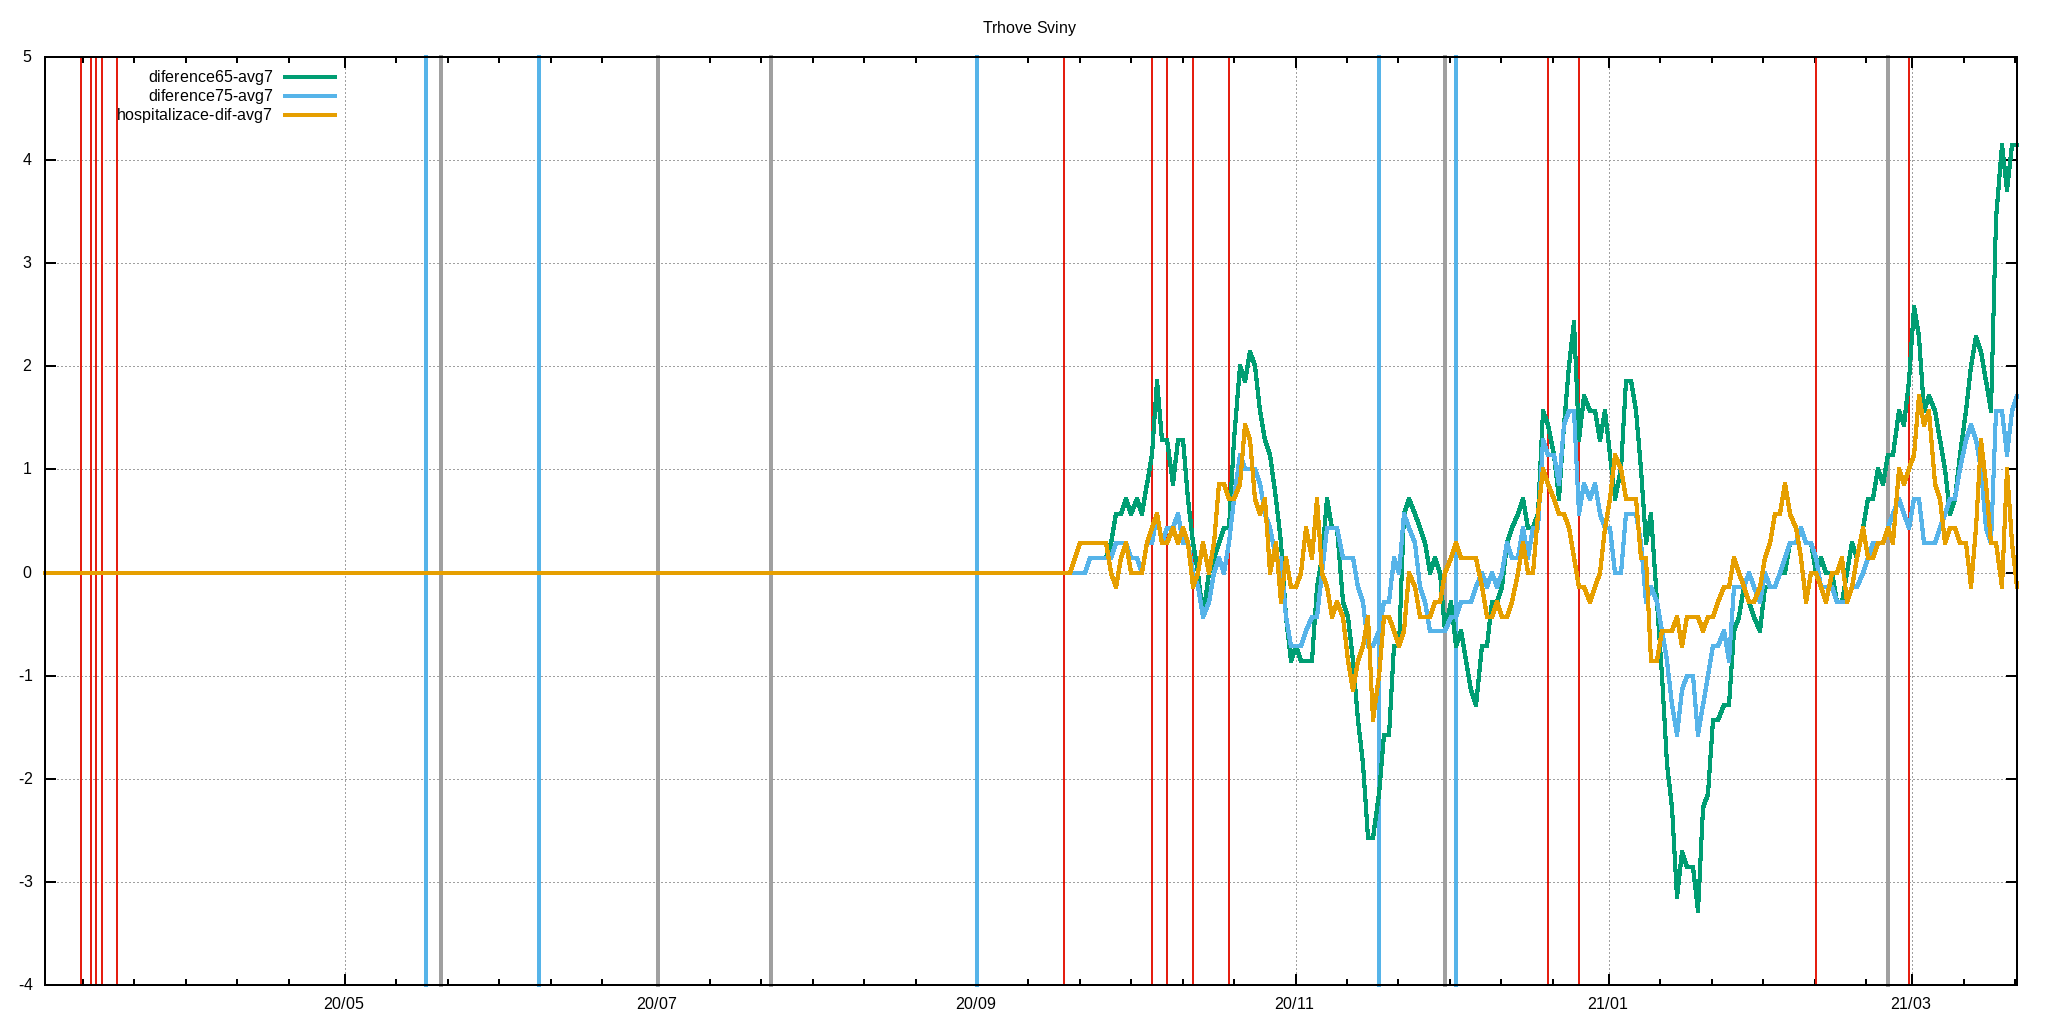 Trhove Sviny
5
diference65-avg7
diference75-avg7
hospitalizace-dif-avg7
4
3
2
1
0
-1
-2
-3
-4
20/05 20/07 20/09 20/11 21/01 21/03